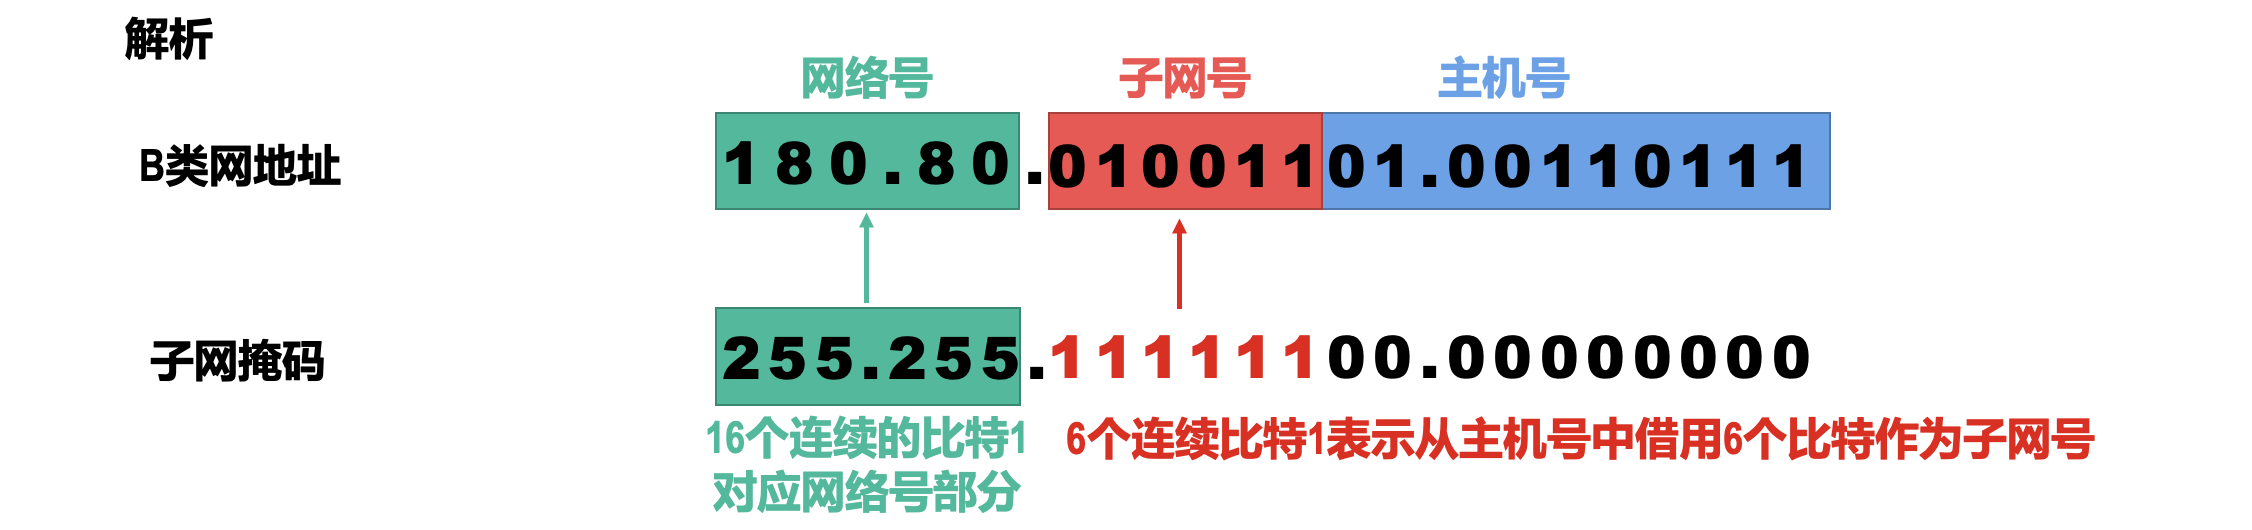 解析
网络号 子网号 主机号
B类网地址 180.80.01001101.00110111
子网掩码 255.255.11111100.00000000
16个连续的比特1 6个连续比特1表示从主机号中借用6个比特作为子网号
对应网络号部分